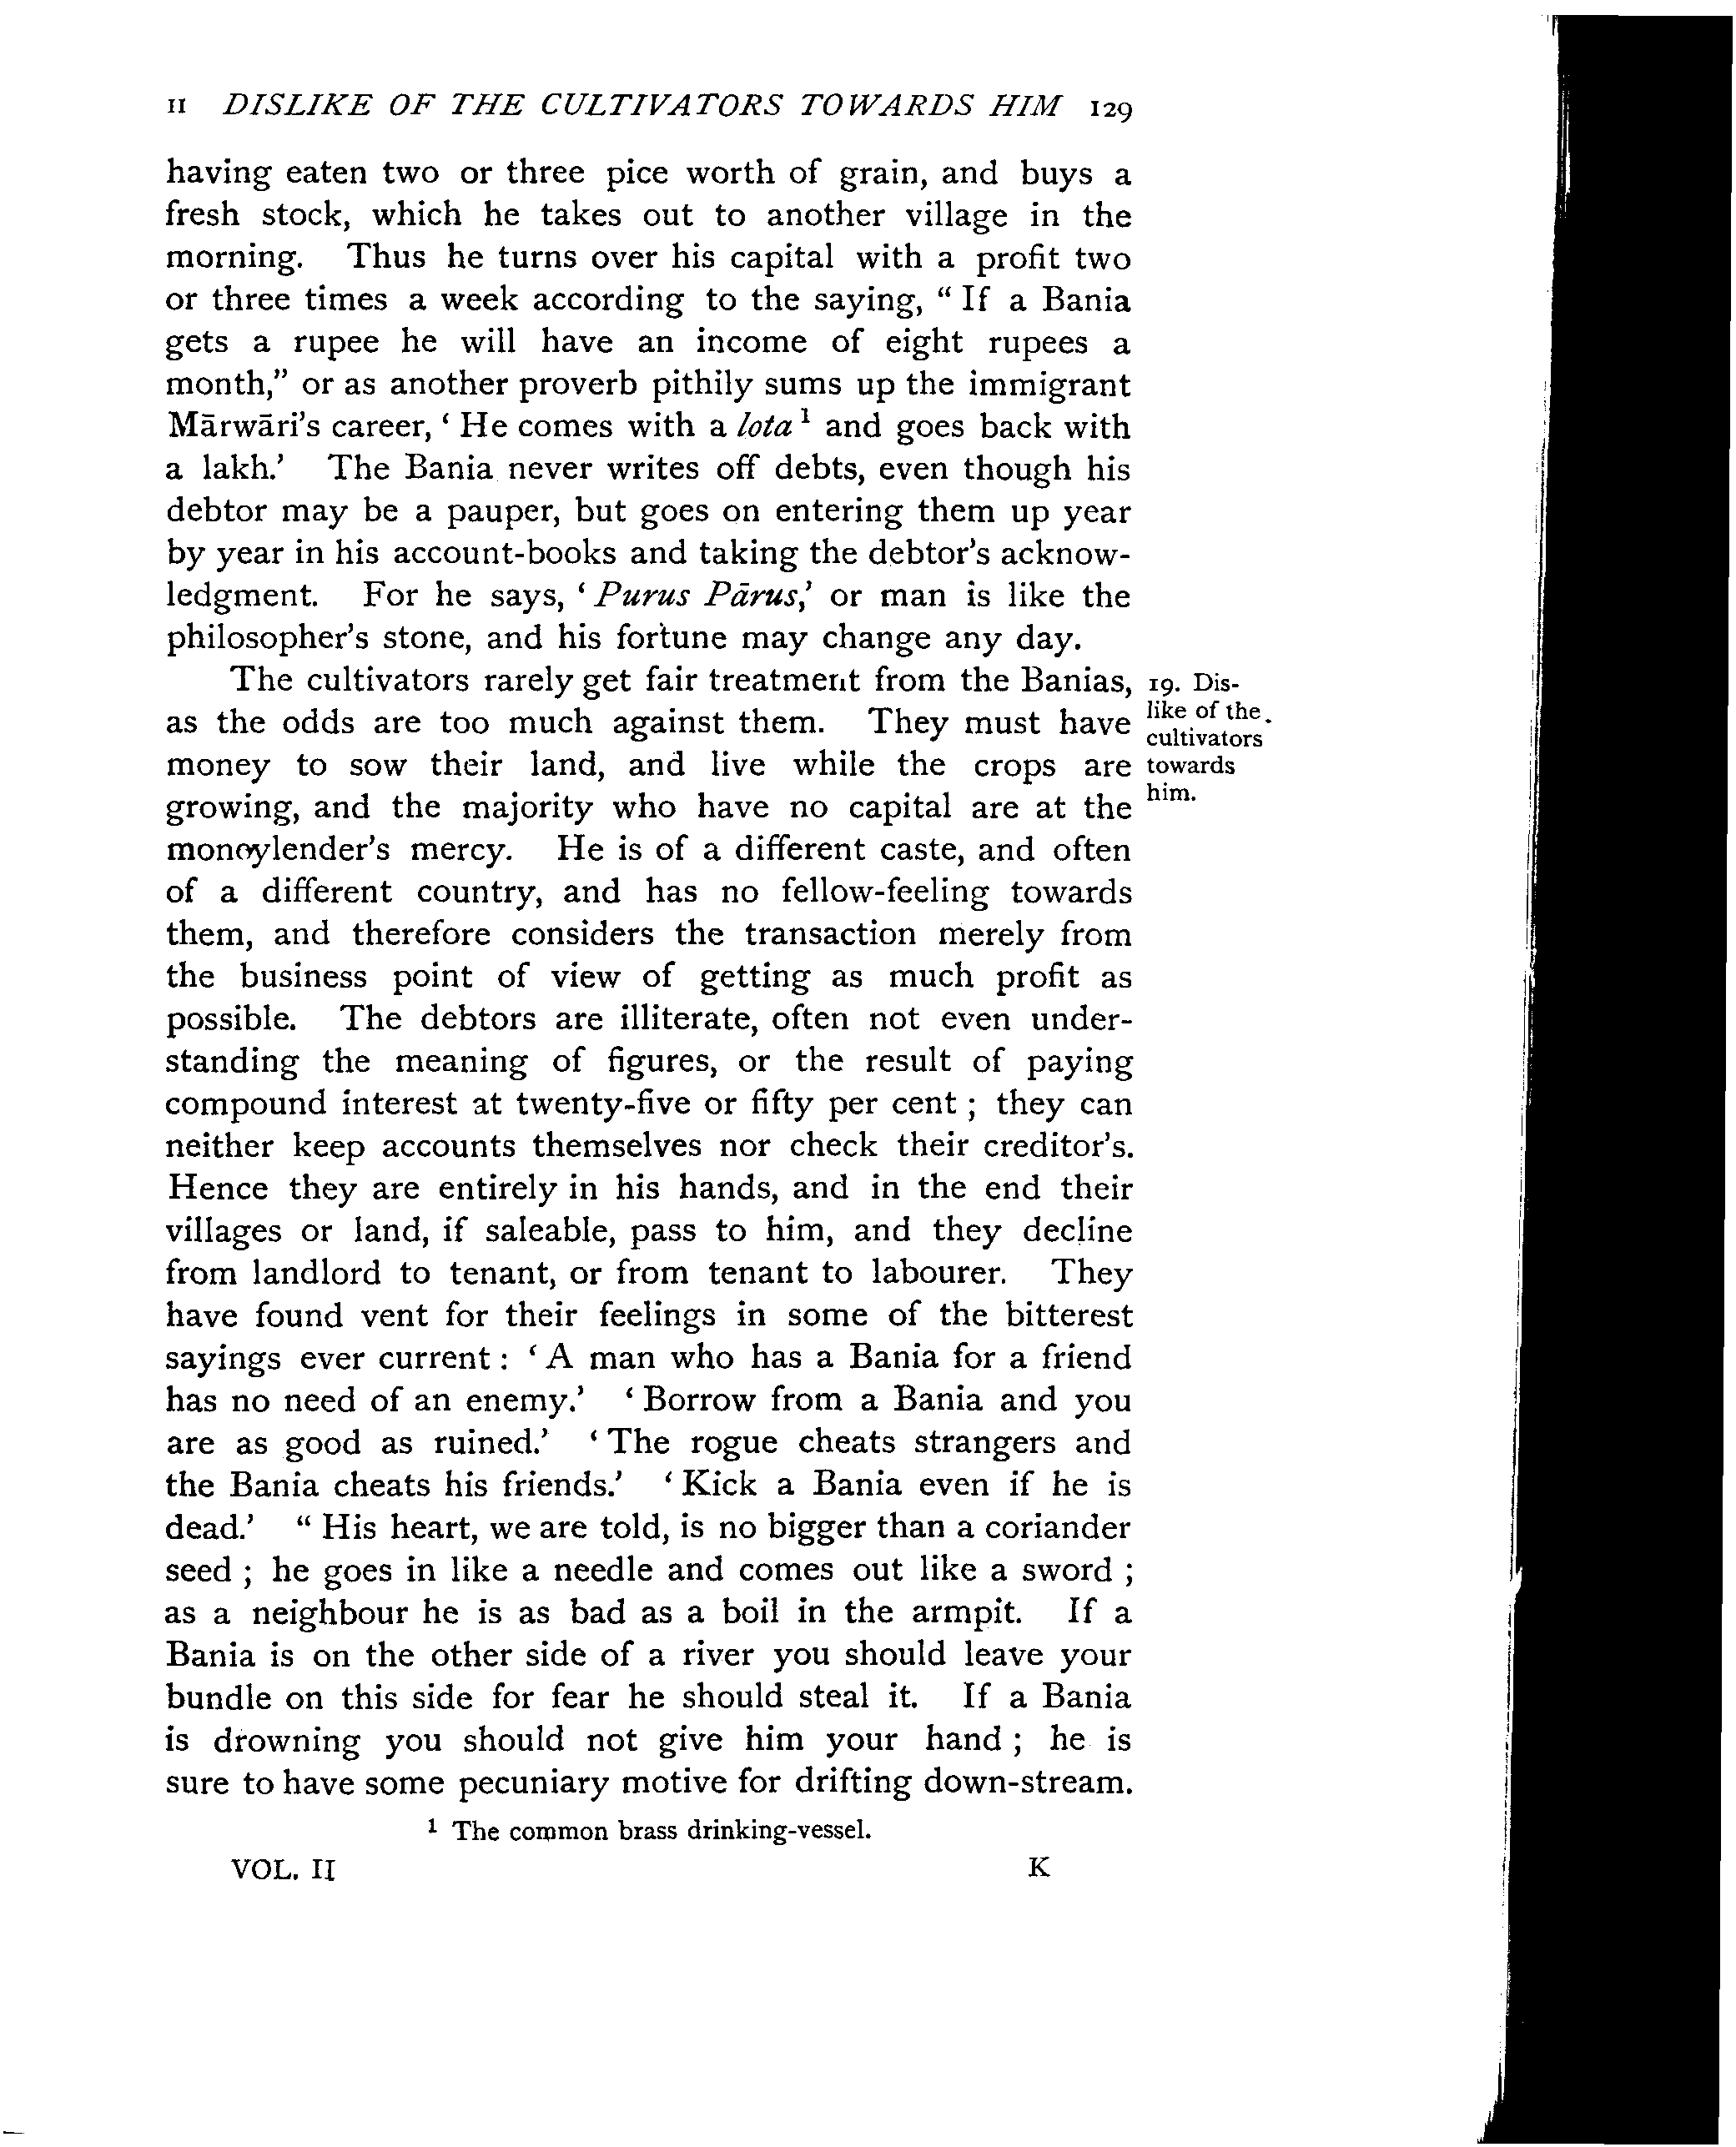 II DISLIKE OF THE CULTIVATORS TOWARDS HIM 129
having eaten two or three pice worth of grain, and buys a
fresh stock, which he takes out to another village in the
morning. Thus he turns over his capital with a profit two
or three times a week according to the saying, “ If a Bania
gets a rupee he will have an income of eight rupees a
month,” or as another proverb pithily sums up the immigrant
Mārwāri’s career, ‘ He comes with a lota ¹ and goes back with
a lakh.’ The Bania never writes off debts, even though his
debtor may be a pauper, but goes on entering them up year
by year in his account-books and taking the debtor’s acknow-
ledgment. For he says, ‘ Purus Pārus,’ or man is like the
philosopher’s stone, and his fortune may change any day.
The cultivators rarely get fair treatment from the Banias,
as the odds are too much against them. They must have
money to sow their land, and live while the crops are
growing, and the majority who have no capital are at the
moneylender’s mercy. He is of a different caste, and often
of a different country, and has no fellow-feeling towards
them, and therefore considers the transaction merely from
the business point of view of getting as much profit as
possible. The debtors are illiterate, often not even under-
standing the meaning of figures, or the result of paying
compound interest at twenty-five or fifty per cent ; they can
neither keep accounts themselves nor check their creditor’s.
Hence they are entirely in his hands, and in the end their
villages or land, if saleable, pass to him, and they decline
from landlord to tenant, or from tenant to labourer. They
have found vent for their feelings in some of the bitterest
sayings ever current : ‘ A man who has a Bania for a friend
has no need of an enemy.’ ‘ Borrow from a Bania and you
are as good as ruined.’ ‘ The rogue cheats strangers and
the Bania cheats his friends.’ ‘ Kick a Bania even if he is
dead.’ “ His heart, we are told, is no bigger than a coriander
seed ; he goes in like a needle and comes out like a sword ;
as a neighbour he is as bad as a boil in the armpit. If a
Bania is on the other side of a river you should leave your
bundle on this side for fear he should steal it. If a Bania
is drowning you should not give him your hand ; he is
sure to have some pecuniary motive for drifting down-stream.
19. Dis-
like of the
cultivators
towards
him.
¹ The common brass drinking-vessel.
VOL. II K